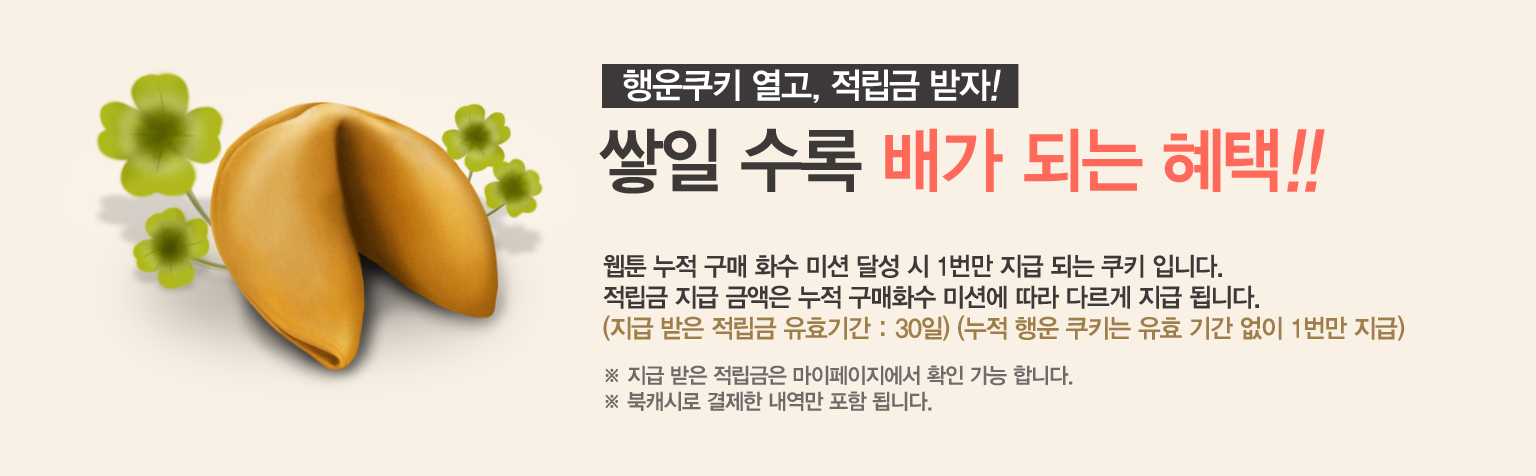 행운쿠키 열고, 적립금 받자!
쌓일 수록 배가 되는 혜택!!
웹툰 누적 구매 화수 미션 달성 시 1번만 지급 되는 쿠키 입니다.
적립금 지급 금액은 누적 구매화수 미션에 따라 다르게 지급 됩니다.
(지급 받은 적립금 유효기간 : 30일) (누적 행운 쿠키는 유효 기간 없이 1번만 지급)
※ 지급 받은 적립금은 마이페이지에서 확인 가능 합니다.
※ 북캐시로 결제한 내역만 포함 됩니다.